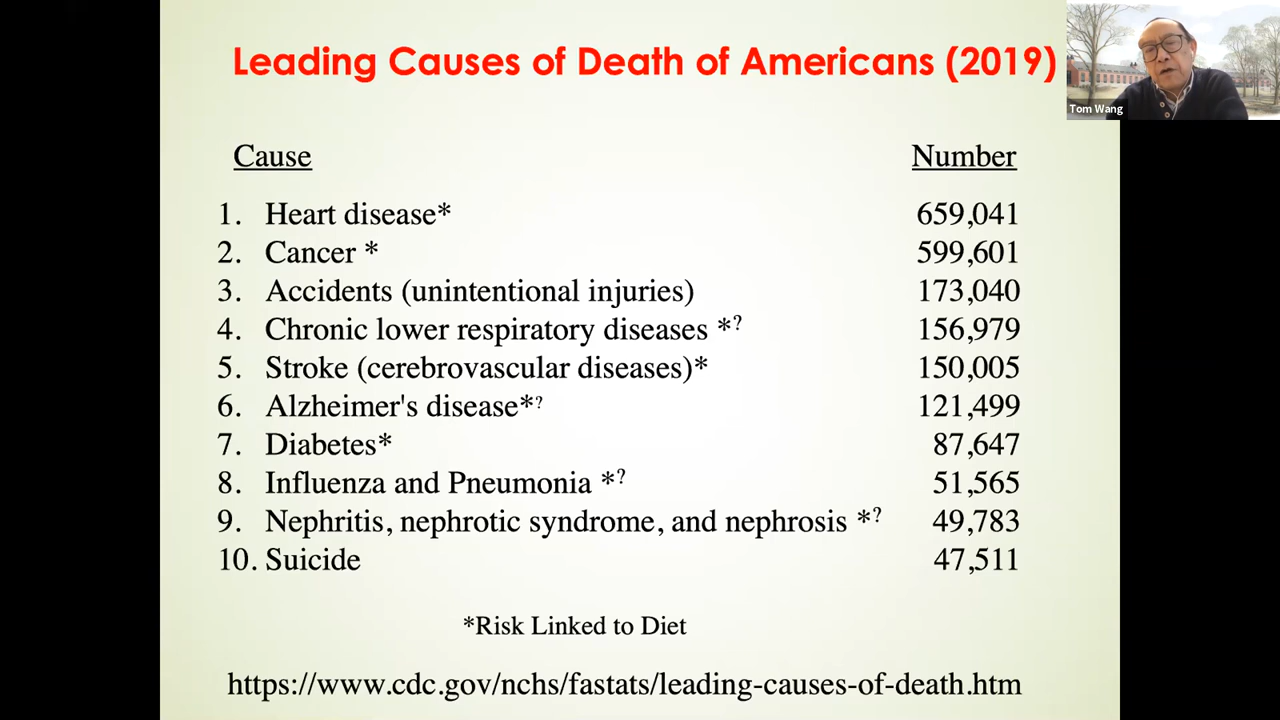 Leading Causes of Death of Americans (2019)
Tom Wang
Cause Number
1. Heart disease* 659,041
2. Cancer * 599,601
3. Accidents (unintentional injuries) 173,040
4. Chronic lower respiratory diseases *? 156,979
5. Stroke (cerebrovascular diseases)* 150,005
6. Alzheimer's disease*? 121,499
7. Diabetes* 87,647
8. Influenza and Pneumonia *? 51,565
9. Nephritis, nephrotic syndrome, and nephrosis *? 49,783
10. Suicide 47,511
*Risk Linked to Diet
https://www.cdc.gov/nchs/fastats/leading-causes-of-death.htm